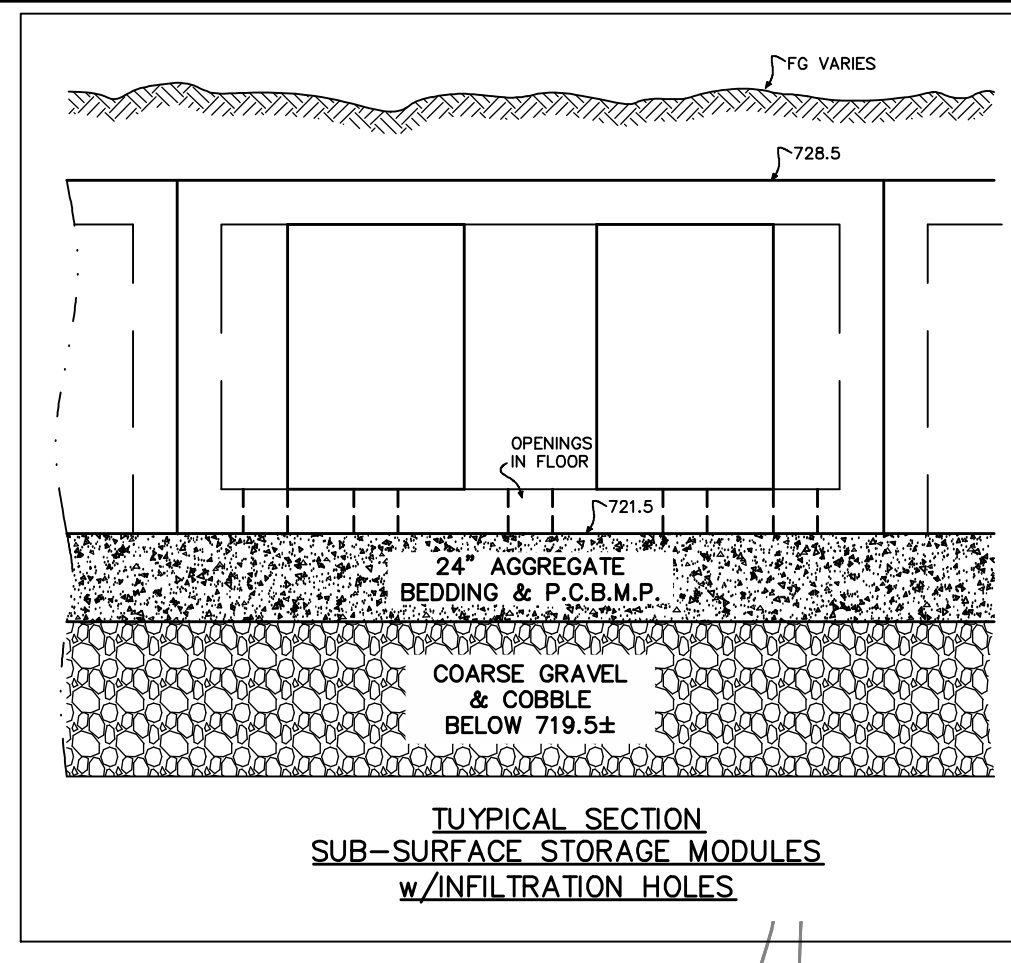 FG VARIES
728.5
OPENINGS
IN FLOOR
721.5
24" AGGREGATE
BEDDING & P.C.B.M.P.
COARSE GRAVEL
& COBBLE
BELOW 719.5±
TUYPICAL SECTION
SUB-SURFACE STORAGE MODULES
w/INFILTRATION HOLES